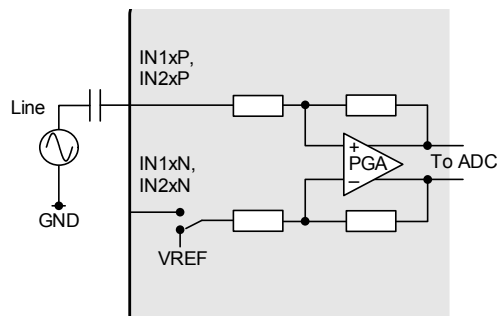 IN1xP,
IN2xP
Line
+
PGA
−
To ADC
IN1xN,
IN2xN
GND
VREF